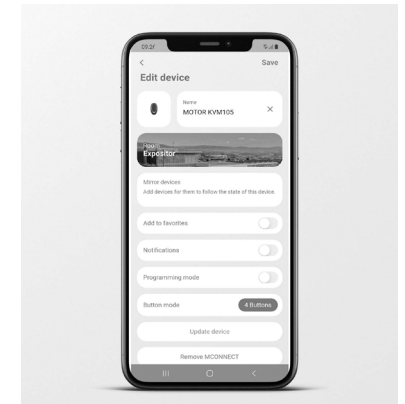 09:27
Save
Edit device
Name
MOTOR KVM105
Expositor
Mirror devices
Add devices for them to follow the state of this device.
Add to favorites
Notifications
Programming mode
Button mode
4 Buttons
Update device
Remove MCONNECT